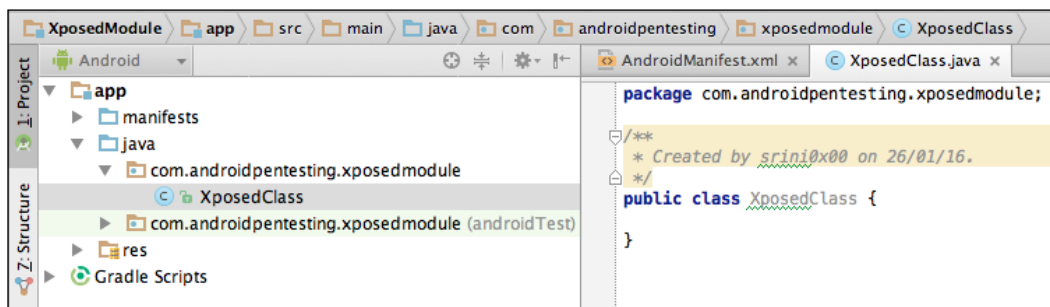 XposedModule app src main java com androidpentesting xposedmodule XposedClass
1: Project
Z: Structure
Android
app
manifests
java
com.androidpentesting.xposedmodule
XposedClass
com.androidpentesting.xposedmodule (androidTest)
res
Gradle Scripts
AndroidManifest.xml XposedClass.java
package com.androidpentesting.xposedmodule;
/**
* Created by srini0x00 on 26/01/16.
*/
public class XposedClass {
}